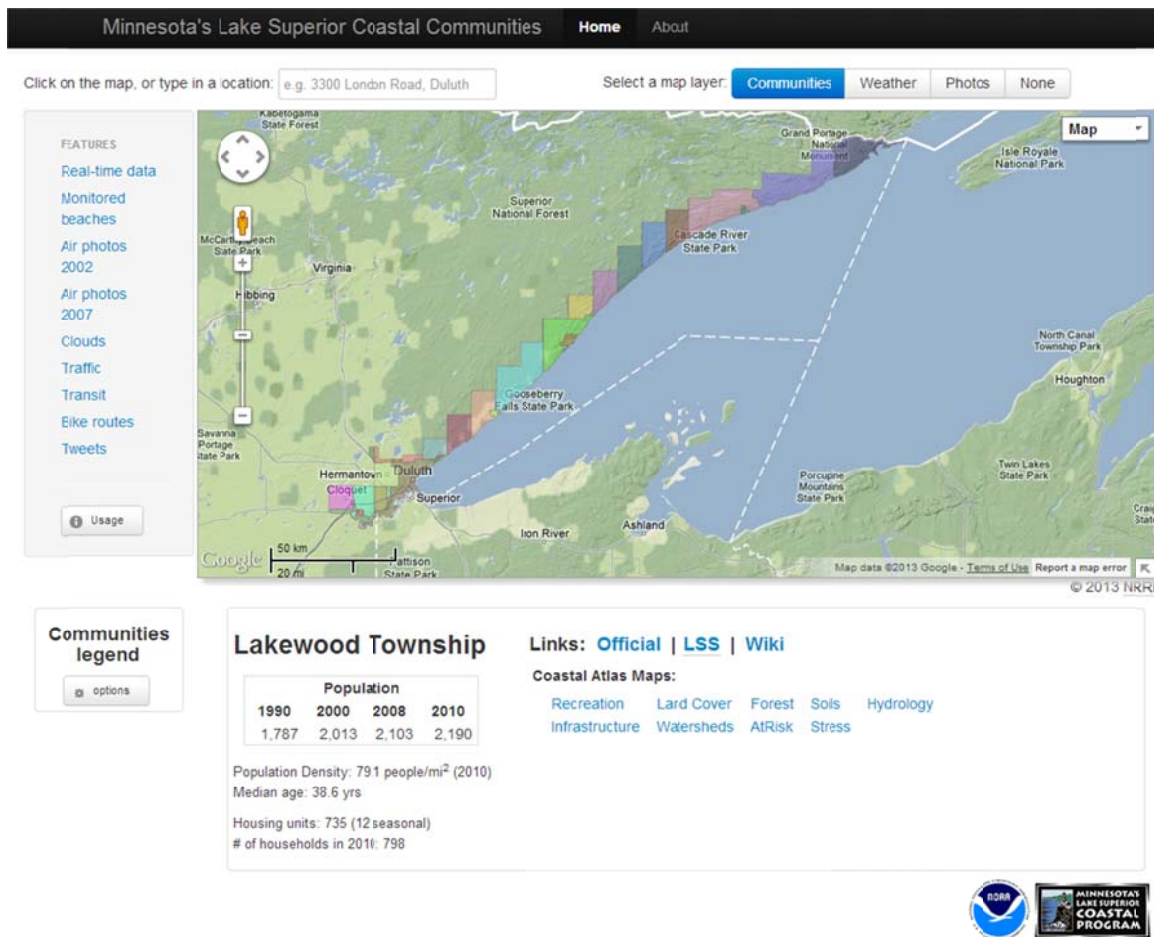 Minnesota's Lake Superior Coastal Communities Home About
Click on the map, or type in a location: e.g. 3300 London Road, Duluth Select a map layer: Communities Weather Photos None
FEATURES
Real-time data
Monitored
beaches
Air photos
2002
Air photos
2007
Clouds
Traffic
Transit
Bike routes
Tweets
Usage
Kabetogama
State Forest
Grand Portage
National
Monument
Map
Isle Royale
National Park
Superior
National Forest
Cascade River
State Park
McCarthy Beach
State Park
Virginia
Hibbing
North Canal
Township Park
Houghton
Gooseberry
Falls State Park
Savanna
Portage
State Park
Hermantown
Duluth
Cloquet
Superior
Porcupine
Mountains
State Park
Twin Lakes
State Park
Craig
State
Iron River
Ashland
Pattison
State Park
Google
50 km
20 mi
Map data ©2013 Google - Terms of Use Report a map error
© 2013 NRRI
Communities
legend
options
Lakewood Township
Population
1990 2000 2008 2010
1,787 2,013 2,103 2,190
Population Density: 79.1 people/mi² (2010)
Median age: 38.6 yrs
Housing units: 735 (12 seasonal)
# of households in 2010: 798
Links: Official | LSS | Wiki
Coastal Atlas Maps:
Recreation Land Cover Forest Soils Hydrology
Infrastructure Watersheds AtRisk Stress
NOAA
MINNESOTA'S
LAKE SUPERIOR
COASTAL
PROGRAM